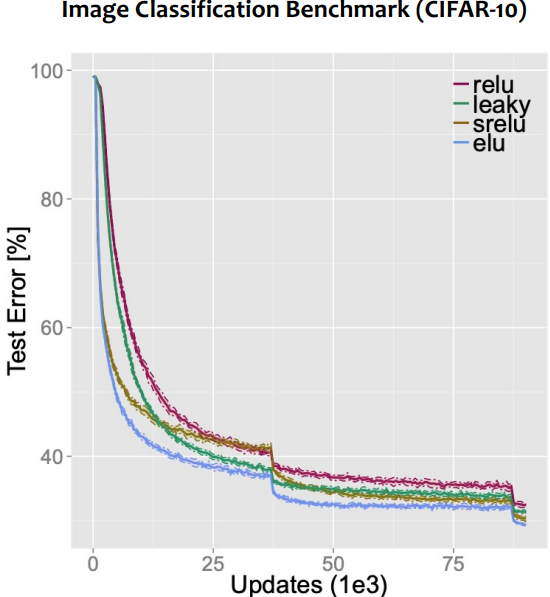 Image Classification Benchmark (CIFAR-10)
100
relu
leaky
srelu
elu
80
60
40
Test Error [%]
0 25 50 75
Updates (1e3)